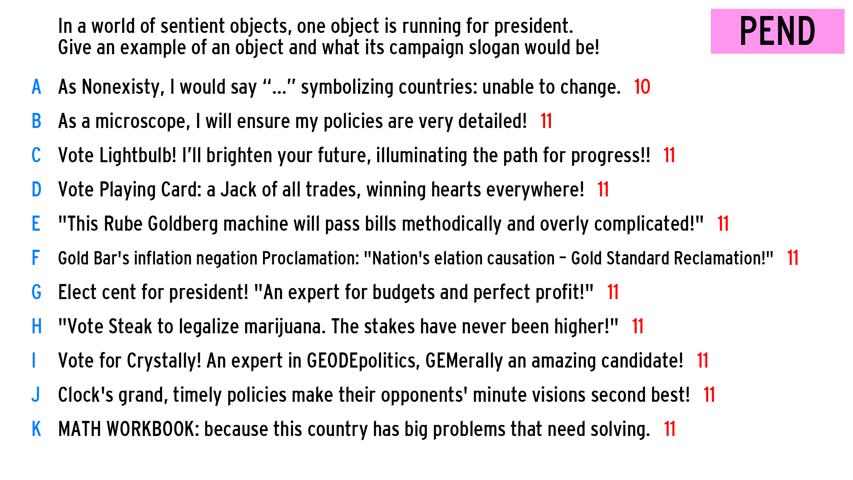 In a world of sentient objects, one object is running for president.
Give an example of an object and what its campaign slogan would be!
PEND
A As Nonexisty, I would say “...” symbolizing countries: unable to change. 10
B As a microscope, I will ensure my policies are very detailed! 11
C Vote Lightbulb! I’ll brighten your future, illuminating the path for progress!! 11
D Vote Playing Card: a Jack of all trades, winning hearts everywhere! 11
E "This Rube Goldberg machine will pass bills methodically and overly complicated!" 11
F Gold Bar's inflation negation Proclamation: "Nation's elation causation – Gold Standard Reclamation!" 11
G Elect cent for president! "An expert for budgets and perfect profit!" 11
H "Vote Steak to legalize marijuana. The stakes have never been higher!" 11
I Vote for Crystally! An expert in GEODEpolitics, GEMerally an amazing candidate! 11
J Clock's grand, timely policies make their opponents' minute visions second best! 11
K MATH WORKBOOK: because this country has big problems that need solving. 11